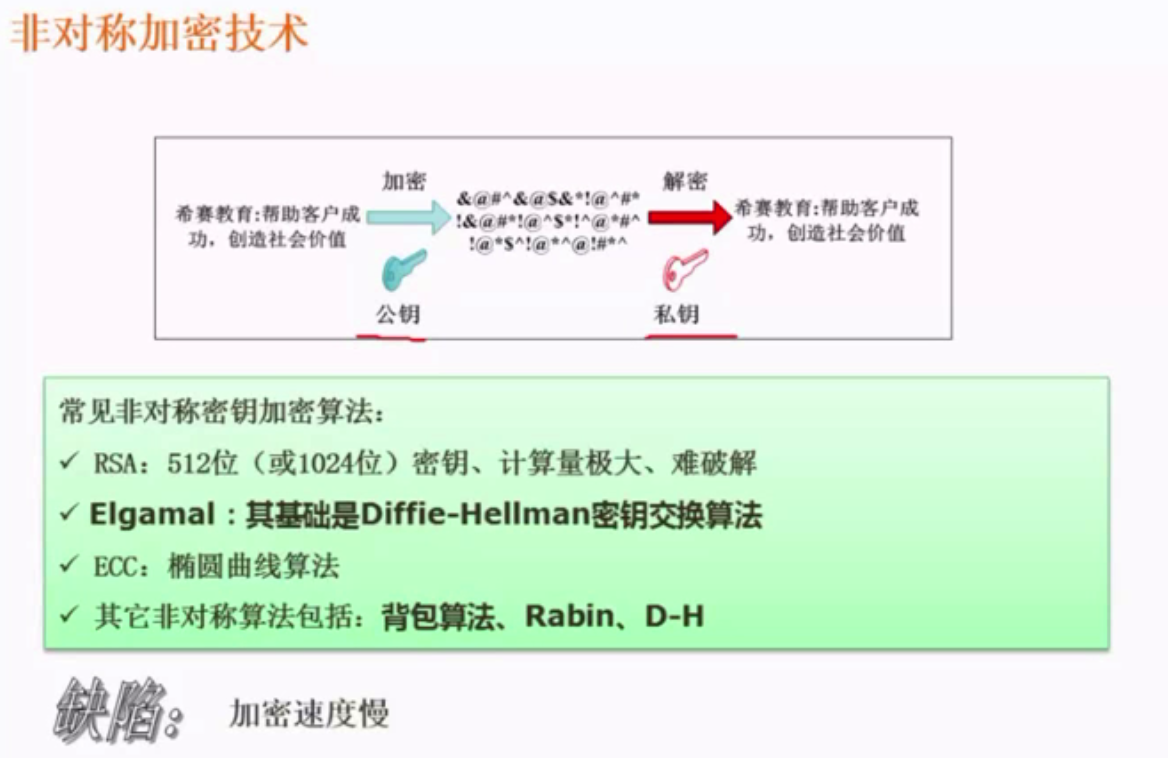 非对称加密技术
加密
解密
希赛教育:帮助客户成
功，创造社会价值
&@#^&@$&*!@^#*
!&@#*!@^$*!^@*#^
!@*$^!@*^@!#*^
希赛教育:帮助客户成
功，创造社会价值
公钥
私钥
常见非对称密钥加密算法：
✓ RSA：512位（或1024位）密钥、计算量极大、难破解
✓ Elgamal：其基础是Diffie-Hellman密钥交换算法
✓ ECC：椭圆曲线算法
✓ 其它非对称算法包括：背包算法、Rabin、D-H
缺陷：
加密速度慢